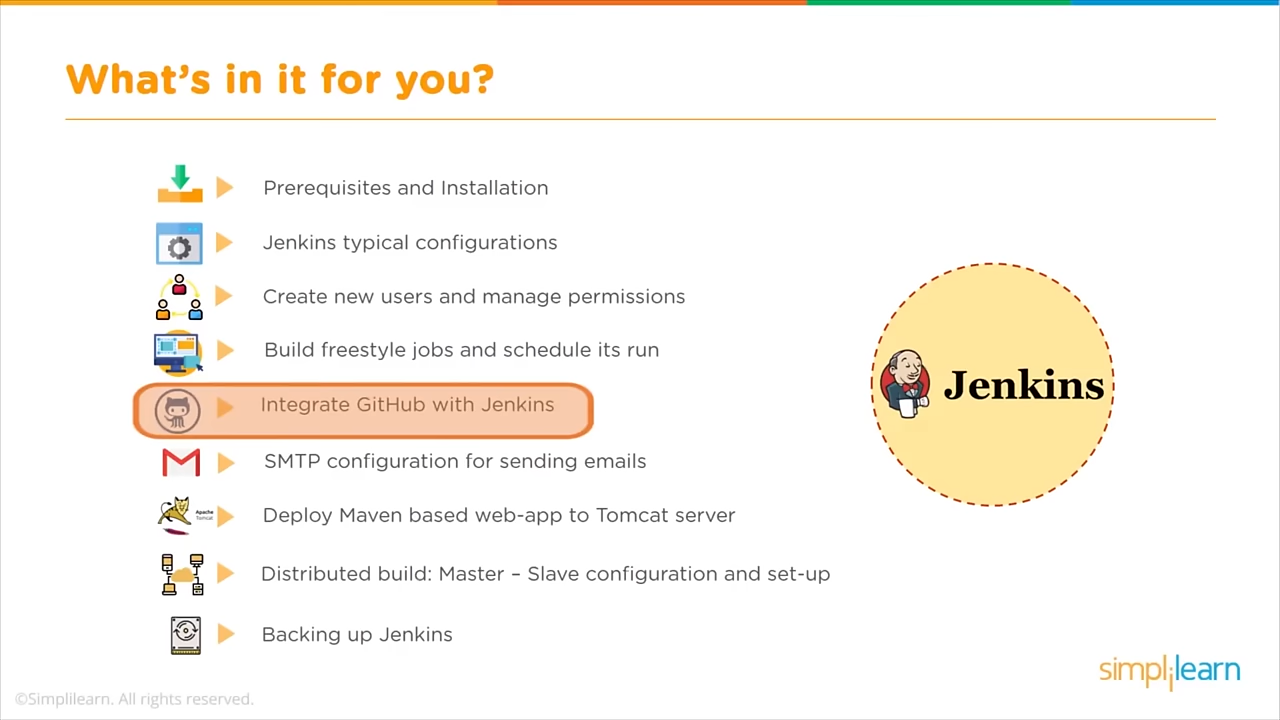 What's in it for you?
Prerequisites and Installation
Jenkins typical configurations
Create new users and manage permissions
Build freestyle jobs and schedule its run
Integrate GitHub with Jenkins
SMTP configuration for sending emails
Apache
Tomcat
Deploy Maven based web-app to Tomcat server
Distributed build: Master – Slave configuration and set-up
Backing up Jenkins
Jenkins
simplilearn
©Simplilearn. All rights reserved.